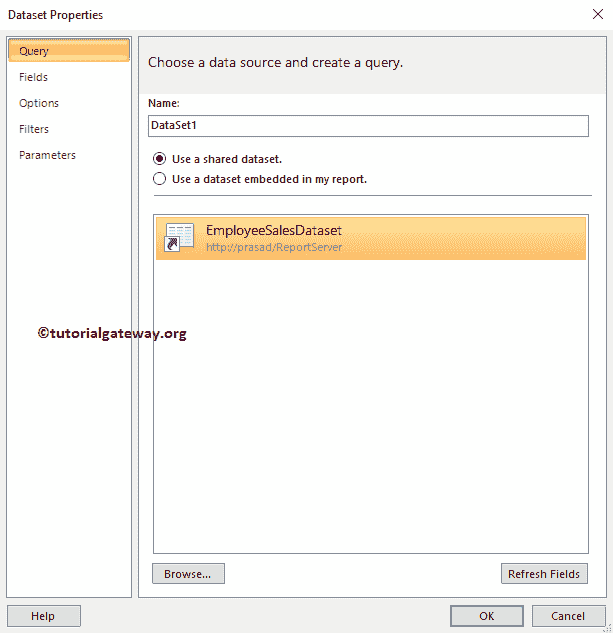 Dataset Properties
Query
Fields
Options
Filters
Parameters
Choose a data source and create a query.
Name:
DataSet1
Use a shared dataset.
Use a dataset embedded in my report.
EmployeeSalesDataset
http://prasad/ReportServer
©tutorialgateway.org
Browse...
Refresh Fields
Help
OK
Cancel